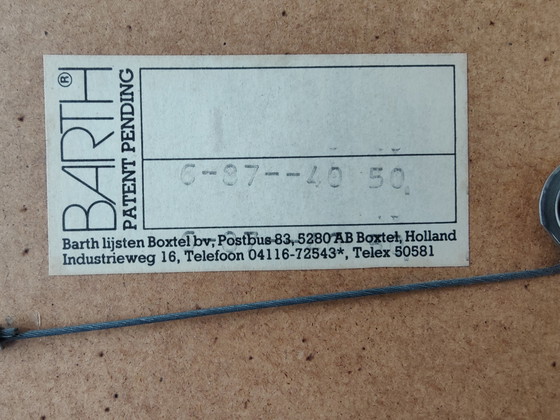 BARTH®
PATENT PENDING
6-87--40 50
Barth lijsten Boxtel bv, Postbus 83, 5280 AB Boxtel, Holland
Industrieweg 16, Telefoon 04116-72543*, Telex 50581